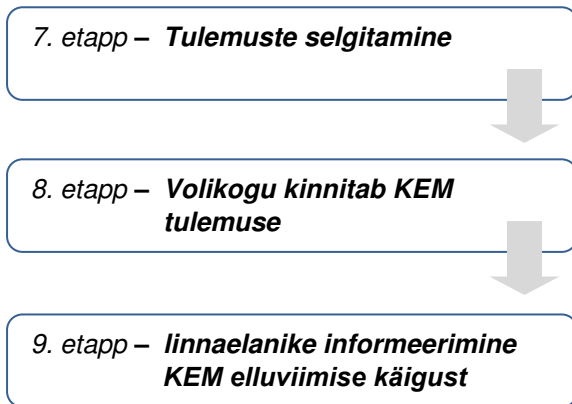 7. etapp – Tulemuste selgitamine
8. etapp – Volikogu kinnitab KEM
tulemuse
9. etapp – linnaelanike informeerimine
KEM elluviimise käigust